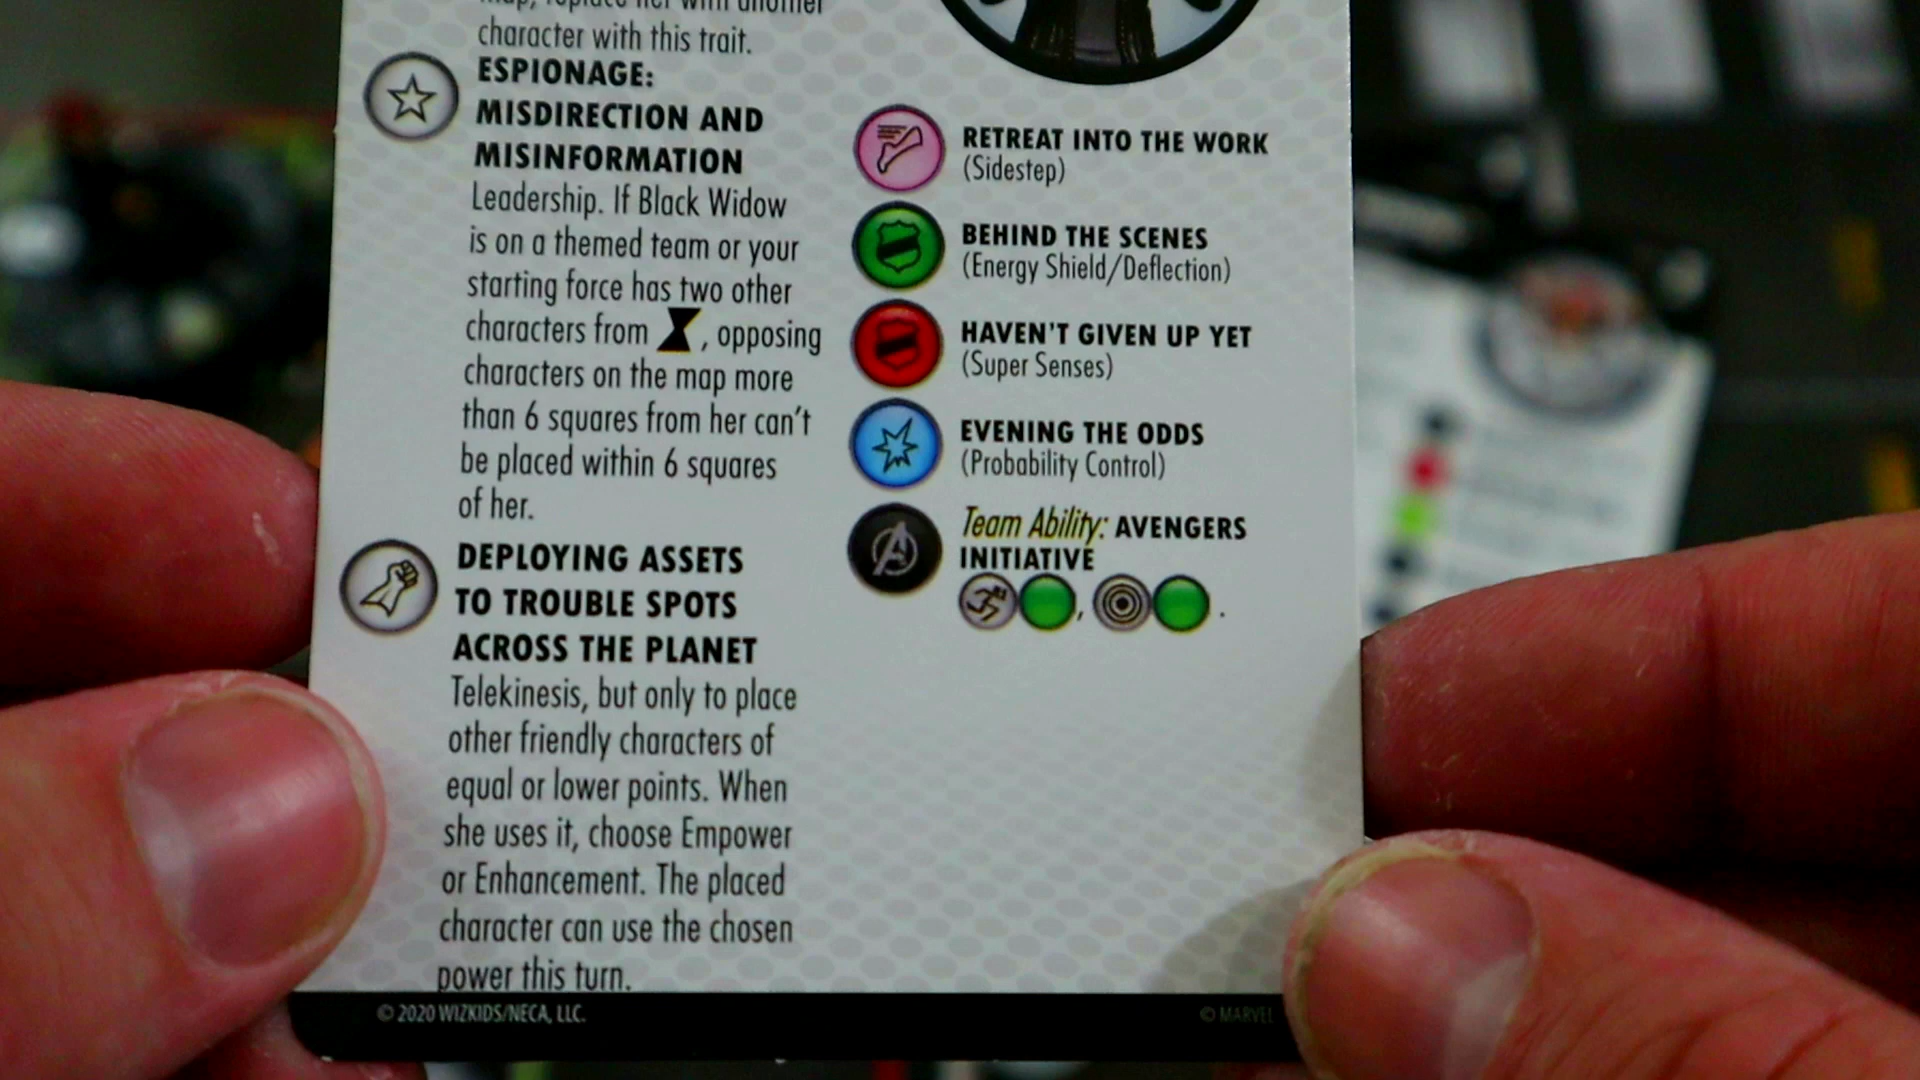 map, replace her with another
character with this trait.
ESPIONAGE:
MISDIRECTION AND
MISINFORMATION
Leadership. If Black Widow
is on a themed team or your
starting force has two other
characters from , opposing
characters on the map more
than 6 squares from her can't
be placed within 6 squares
of her.
DEPLOYING ASSETS
TO TROUBLE SPOTS
ACROSS THE PLANET
Telekinesis, but only to place
other friendly characters of
equal or lower points. When
she uses it, choose Empower
or Enhancement. The placed
character can use the chosen
power this turn.
RETREAT INTO THE WORK
(Sidestep)
BEHIND THE SCENES
(Energy Shield/Deflection)
HAVEN'T GIVEN UP YET
(Super Senses)
EVENING THE ODDS
(Probability Control)
Team Ability: AVENGERS
INITIATIVE
, .
© 2020 WIZKIDS/NECA, LLC.
© MARVEL